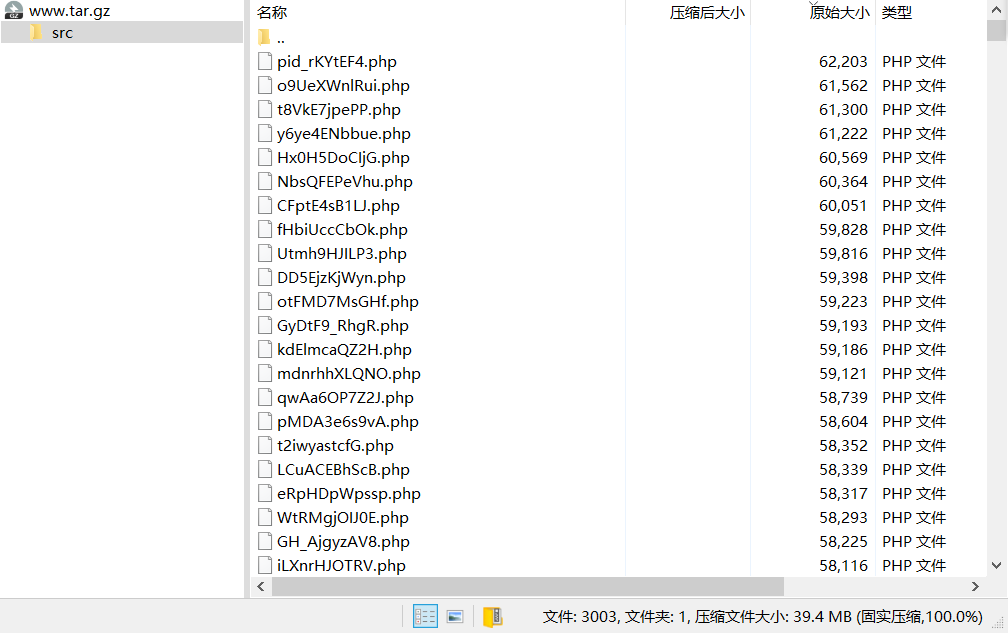 www.tar.gz
src
名称 压缩后大小 原始大小 类型
..
pid_rKYtEF4.php 62,203 PHP 文件
o9UeXWnlRui.php 61,562 PHP 文件
t8VkE7jpePP.php 61,300 PHP 文件
y6ye4ENbbue.php 61,222 PHP 文件
Hx0H5DoCIjG.php 60,569 PHP 文件
NbsQFEPeVhu.php 60,364 PHP 文件
CFptE4sB1LJ.php 60,051 PHP 文件
fHbiUccCbOk.php 59,828 PHP 文件
Utmh9HJILP3.php 59,816 PHP 文件
DD5EjzKjWyn.php 59,398 PHP 文件
otFMD7MsGHf.php 59,223 PHP 文件
GyDtF9_RhgR.php 59,193 PHP 文件
kdElmcaQZ2H.php 59,186 PHP 文件
mdnrhhXLQNO.php 59,121 PHP 文件
qwAa6OP7Z2J.php 58,739 PHP 文件
pMDA3e6s9vA.php 58,604 PHP 文件
t2iwyastcfG.php 58,352 PHP 文件
LCuACEBhScB.php 58,339 PHP 文件
eRpHDpWpssp.php 58,317 PHP 文件
WtRMgjOIJ0E.php 58,293 PHP 文件
GH_AjgyzAV8.php 58,225 PHP 文件
iLXnrHJOTRV.php 58,116 PHP 文件
文件: 3003, 文件夹: 1, 压缩文件大小: 39.4 MB (固实压缩,100.0%)